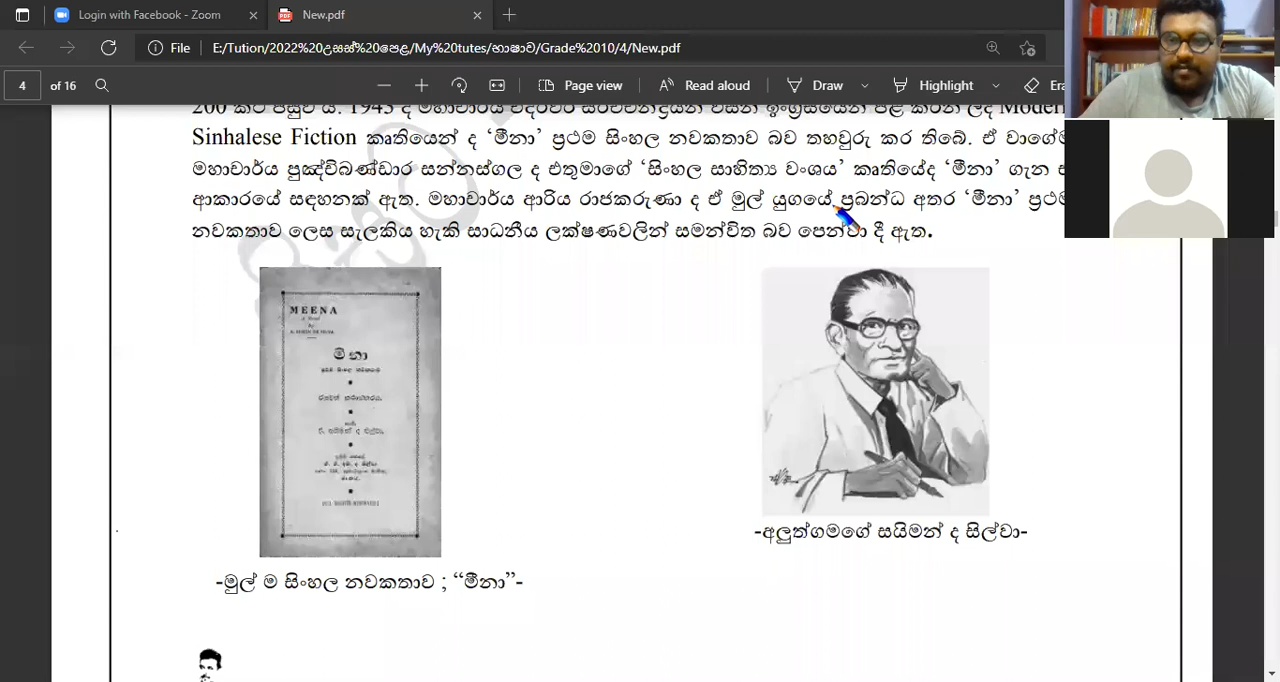 Login with Facebook - Zoom
New.pdf
File E:/Tution/2022%20උසස්%20පෙළ/My%20tutes/භාෂාව/Grade%2010/4/New.pdf
4 of 16
Page view
Read aloud
Draw
Highlight
Era
200
Sinhalese Fiction කෘතියෙන් ද ‘මීනා’ ප්‍රථම සිංහල නවකතාව බව තහවුරු කර තිබේ. ඒ වාගේම
මහාචාර්ය පුඤ්චිබණ්ඩාර සන්නස්ගල ද එතුමාගේ ‘සිංහල සාහිත්‍ය වංශය’ කෘතියේද ‘මීනා’ ගැන
ආකාරයේ සඳහනක් ඇත. මහාචාර්ය ආරිය රාජකරුණා ද ඒ මුල් යුගයේ ප්‍රබන්ධ අතර ‘මීනා’
නවකතාව ලෙස සැලකිය හැකි සාධනීය ලක්ෂණවලින් සමන්විත බව පෙන්වා දී ඇත.
MEENA
මීනා
-මුල් ම සිංහල නවකතාව ; “මීනා”-
-අලුත්ගමගේ සයිමන් ද සිල්වා-